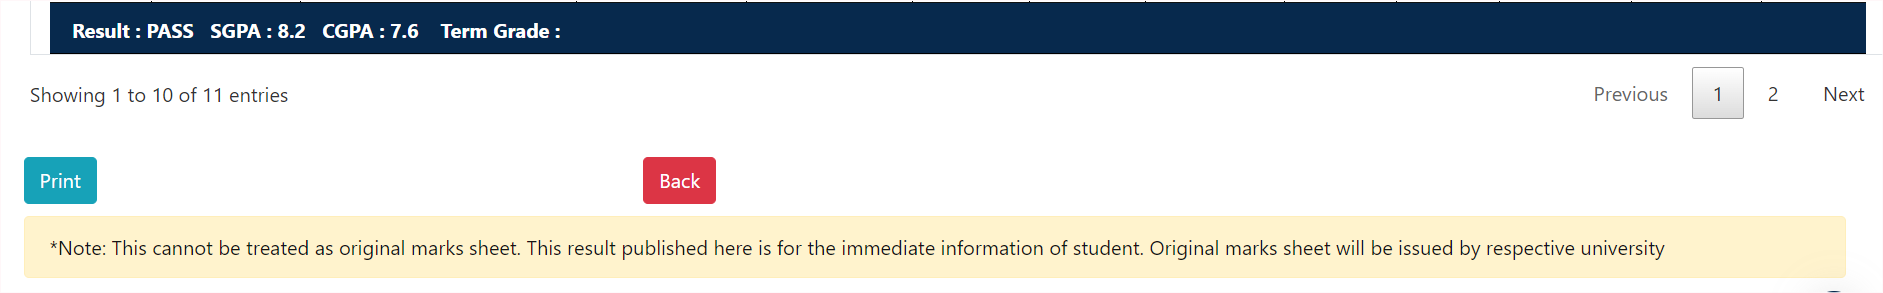 Result : PASS SGPA : 8.2 CGPA : 7.6 Term Grade :
Showing 1 to 10 of 11 entries
Previous 1 2 Next
Print Back
*Note: This cannot be treated as original marks sheet. This result published here is for the immediate information of student. Original marks sheet will be issued by respective university